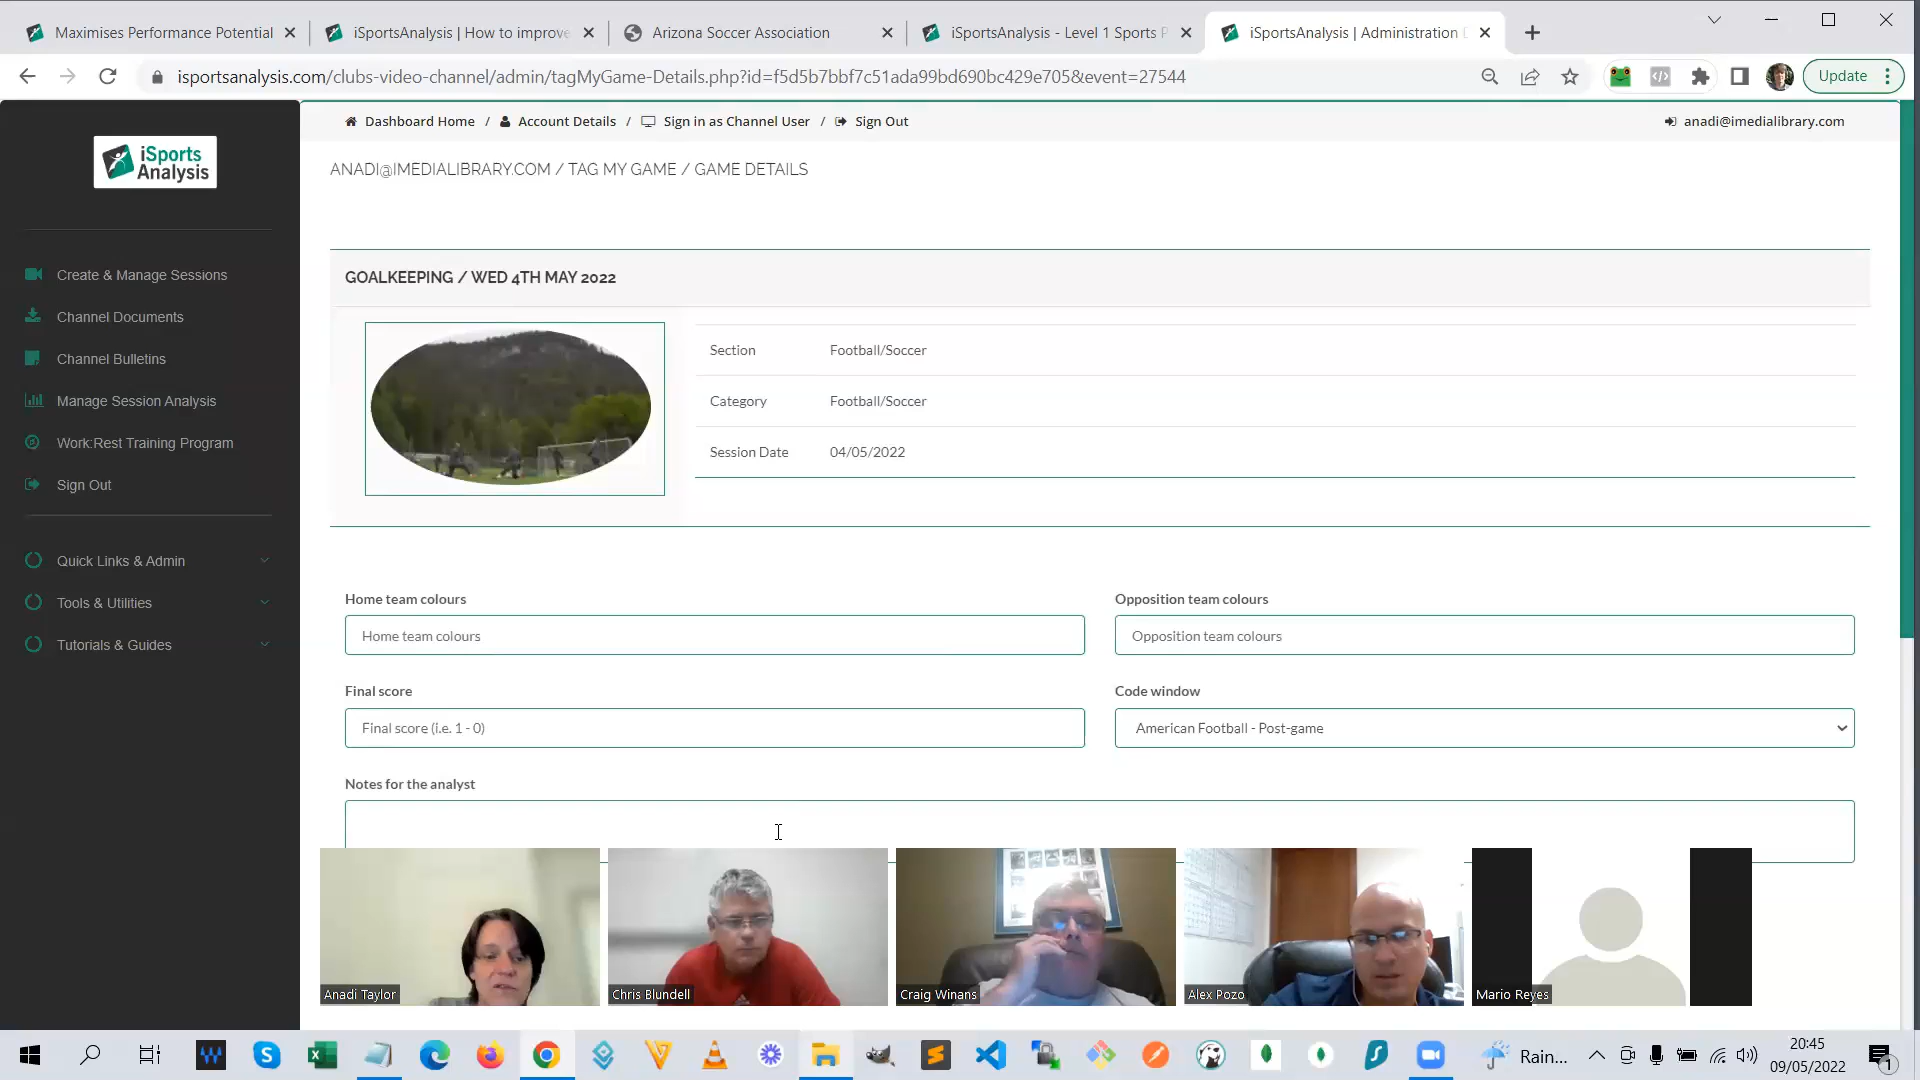 Maximises Performance Potential
iSportsAnalysis | How to improve
Arizona Soccer Association
iSportsAnalysis - Level 1 Sports P
iSportsAnalysis | Administration
isportsanalysis.com/clubs-video-channel/admin/tagMyGame-Details.php?id=f5d5b7bbf7c51ada99bd690bc429e705&event=27544
Update
iSports
Analysis
Dashboard Home / Account Details / Sign in as Channel User / Sign Out
anadi@imedialibrary.com
ANADI@IMEDIALIBRARY.COM / TAG MY GAME / GAME DETAILS
Create & Manage Sessions
Channel Documents
Channel Bulletins
Manage Session Analysis
Work:Rest Training Program
Sign Out
Quick Links & Admin
Tools & Utilities
Tutorials & Guides
GOALKEEPING / WED 4TH MAY 2022
Section Football/Soccer
Category Football/Soccer
Session Date 04/05/2022
Home team colours
Home team colours
Opposition team colours
Opposition team colours
Final score
Final score (i.e. 1 - 0)
Code window
American Football - Post-game
Notes for the analyst
Anadi Taylor
Chris Blundell
Craig Winans
Alex Pozo
Mario Reyes
Rain...
20:45
09/05/2022
1